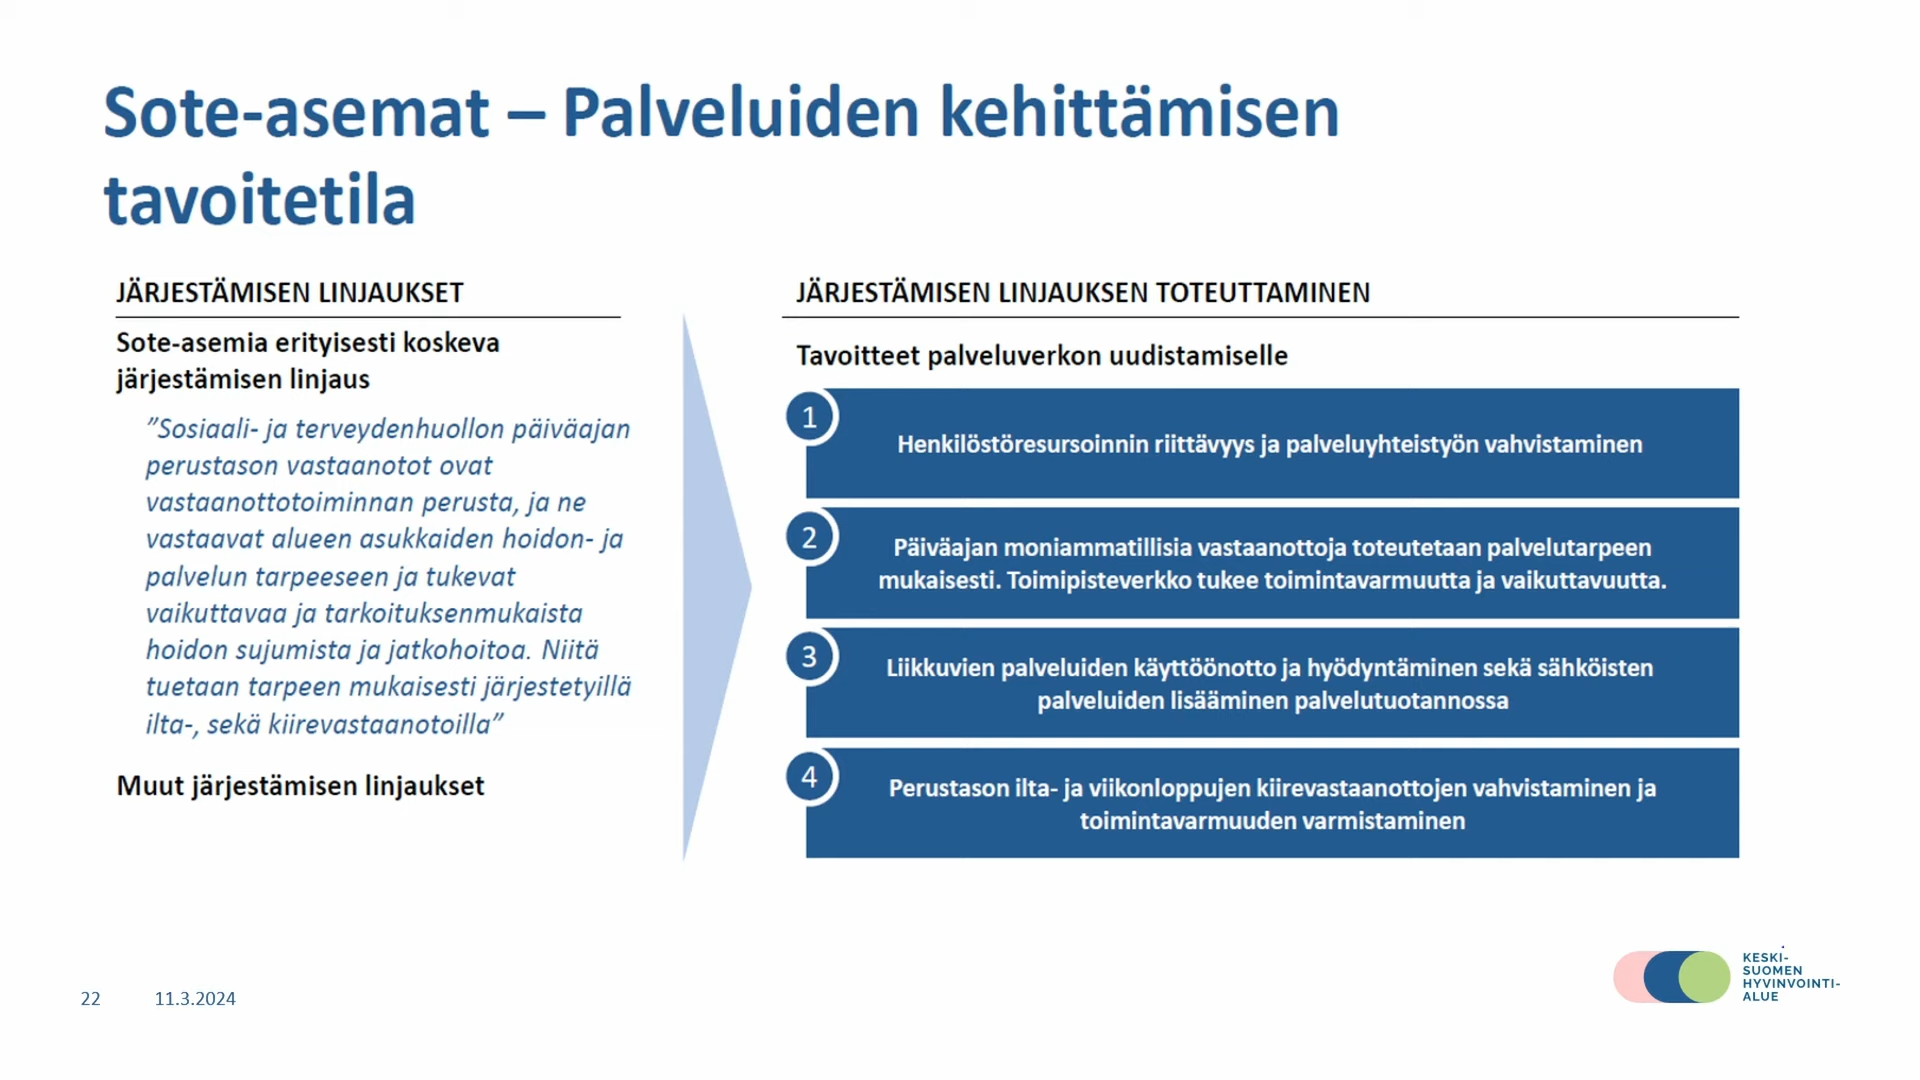 Sote-asemat – Palveluiden kehittämisen
tavoitetila
JÄRJESTÄMISEN LINJAUKSET
Sote-asemia erityisesti koskeva
järjestämisen linjaus
”Sosiaali- ja terveydenhuollon päiväajan
perustason vastaanotot ovat
vastaanottotoiminnan perusta, ja ne
vastaavat alueen asukkaiden hoidon- ja
palvelun tarpeeseen ja tukevat
vaikuttavaa ja tarkoituksenmukaista
hoidon sujumista ja jatkohoitoa. Niitä
tuetaan tarpeen mukaisesti järjestetyillä
ilta-, sekä kiirevastaanotoilla”
Muut järjestämisen linjaukset
JÄRJESTÄMISEN LINJAUKSEN TOTEUTTAMINEN
Tavoitteet palveluverkon uudistamiselle
1
Henkilöstöresursoinnin riittävyys ja palveluyhteistyön vahvistaminen
2
Päiväajan moniammatillisia vastaanottoja toteutetaan palvelutarpeen
mukaisesti. Toimipisteverkko tukee toimintavarmuutta ja vaikuttavuutta.
3
Liikkuvien palveluiden käyttöönotto ja hyödyntäminen sekä sähköisten
palveluiden lisääminen palvelutuotannossa
4
Perustason ilta- ja viikonloppujen kiirevastaanottojen vahvistaminen ja
toimintavarmuuden varmistaminen
22 11.3.2024
KESKI-
SUOMEN
HYVINVOINTI-
ALUE